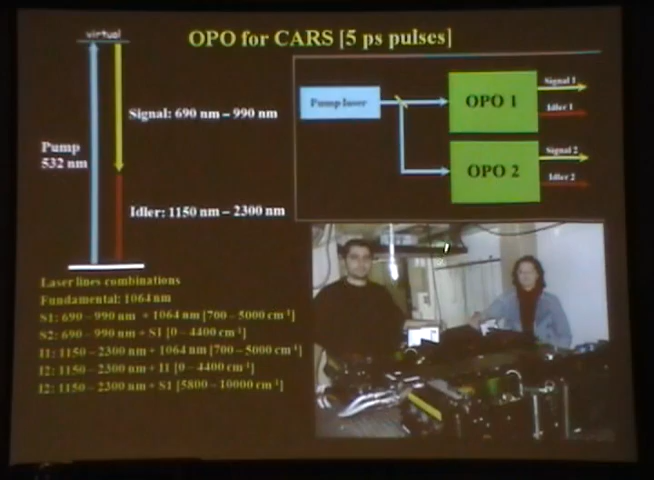 OPO for CARS [5 ps pulses]
virtual
Signal: 690 nm – 990 nm
Pump
532 nm
Idler: 1150 nm – 2300 nm
Pump laser
OPO 1
Signal 1
Idler 1
OPO 2
Signal 2
Idler 2
Laser lines combinations
Fundamental: 1064 nm
S1: 690 – 990 nm + 1064 nm [700 – 5000 cm⁻¹]
S2: 690 – 990 nm + S1 [0 – 4400 cm⁻¹]
I1: 1150 – 2300 nm + 1064 nm [700 – 5000 cm⁻¹]
I2: 1150 – 2300 nm + I1 [0 – 4400 cm⁻¹]
I2: 1150 – 2300 nm + S1 [5800 – 10000 cm⁻¹]